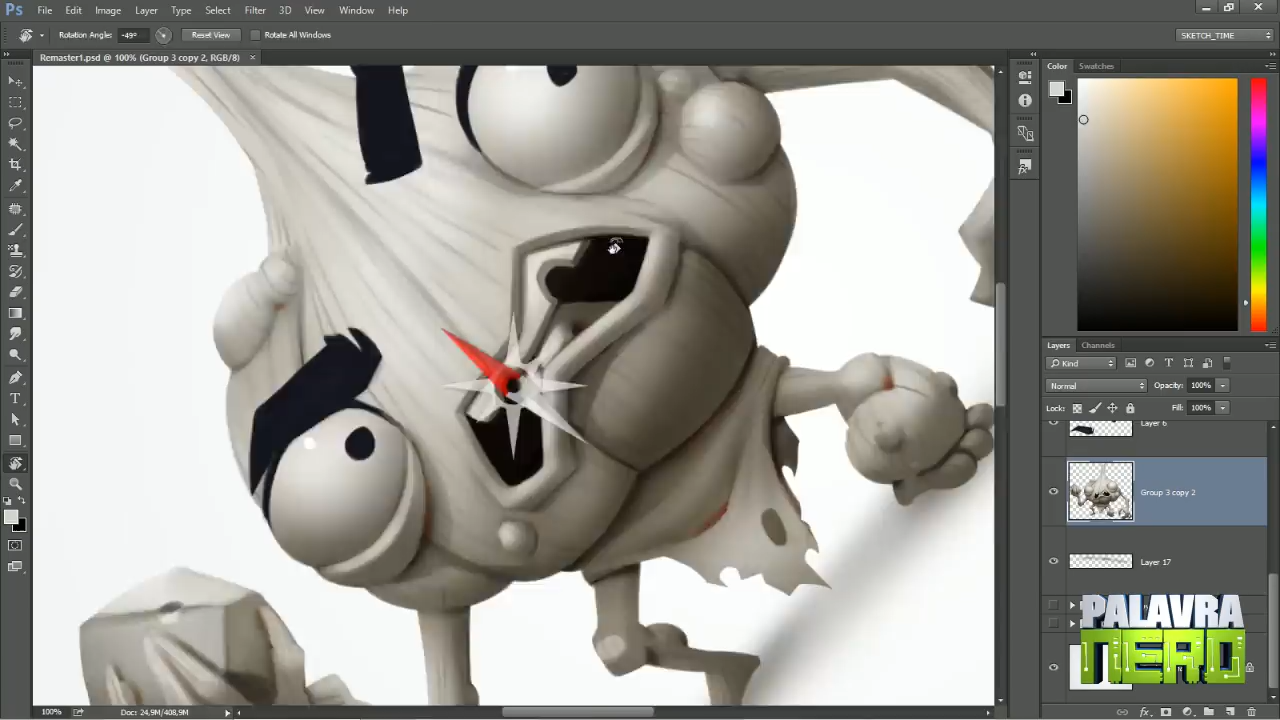 Ps File Edit Image Layer Type Select Filter 3D View Window Help
Rotation Angle: -49° Reset View Rotate All Windows SKETCH_TIME
Remaster1.psd @ 100% (Group 3 copy 2, RGB/8) ×
Color Swatches
Layers Channels
Kind
Normal Opacity: 100%
Lock: Fill: 100%
Layer 6
Group 3 copy 2
Layer 17
PALAVRA
NERD
100% Doc: 24,9M/408,9M